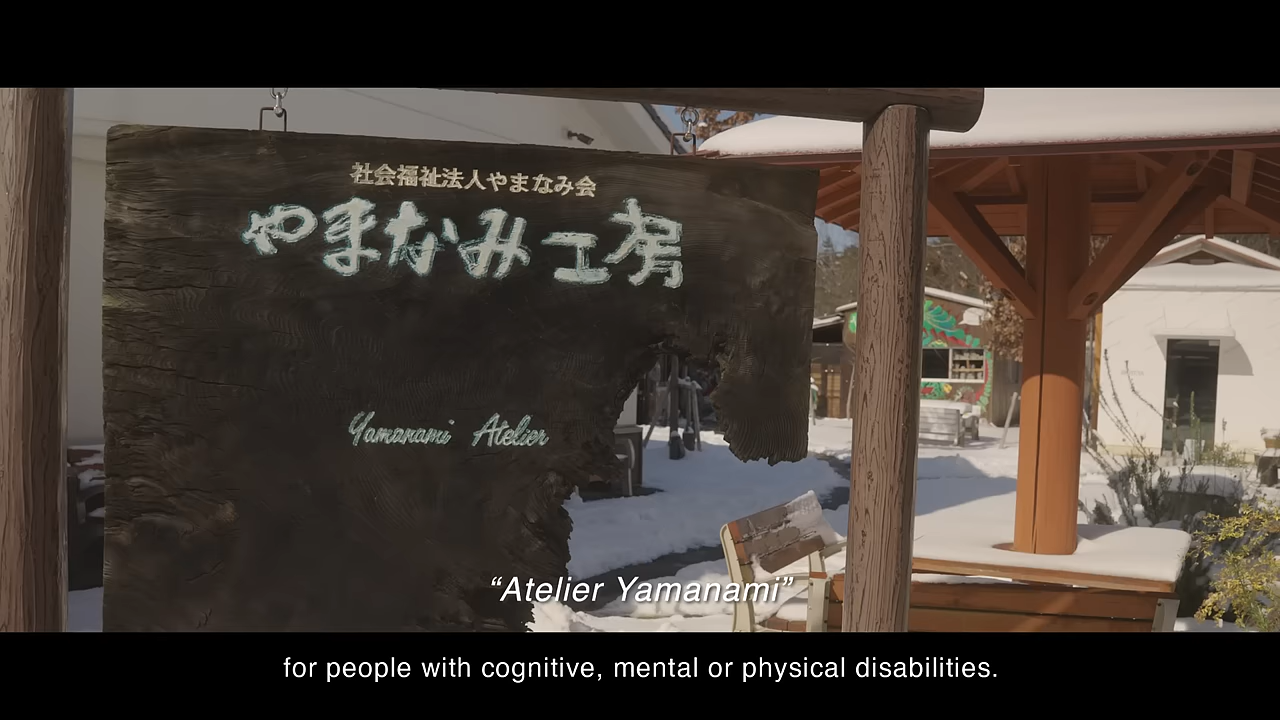 社会福祉法人やまなみ会
やまなみ工房
Yamanami Atelier
“Atelier Yamanami”
for people with cognitive, mental or physical disabilities.